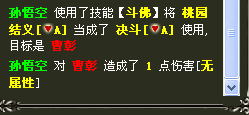 孙悟空 使用了技能【斗佛】将 桃园
结义[♥A] 当成了 决斗[♥A] 使用,
目标是 曹彰
孙悟空 对 曹彰 造成了 1 点伤害[无
属性]